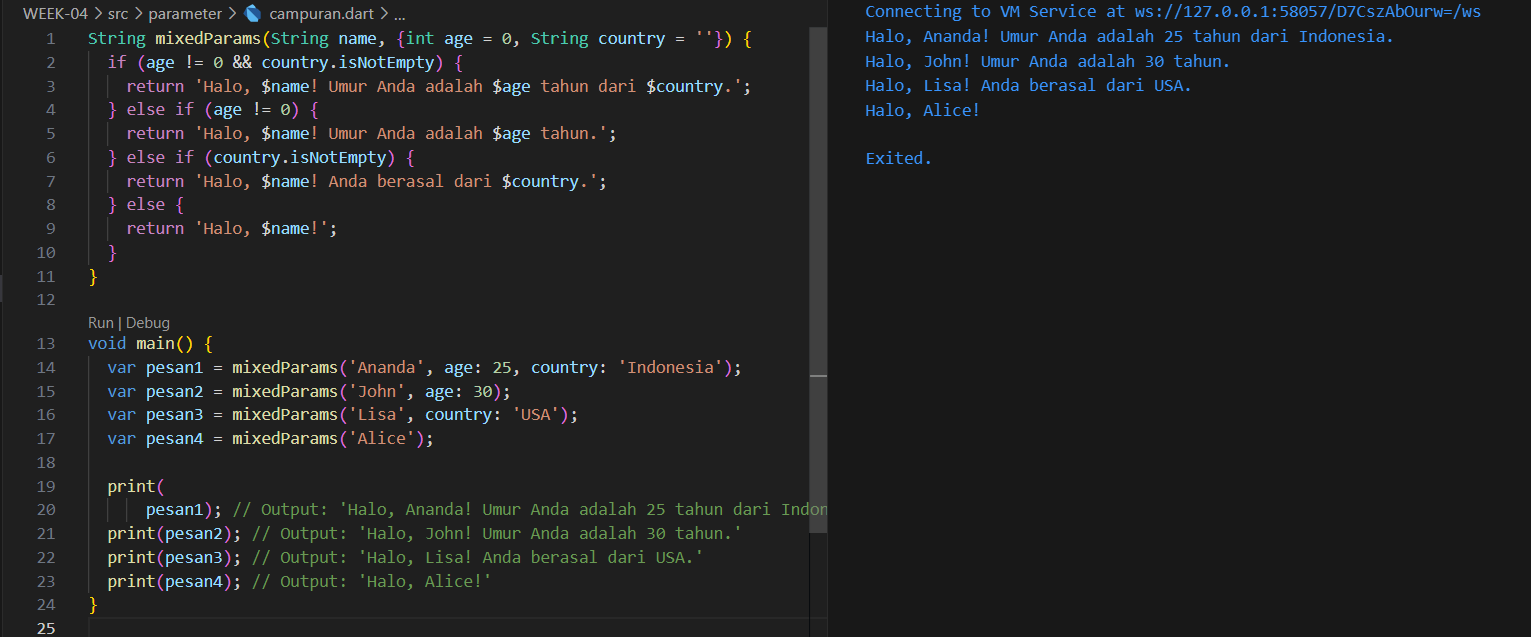 WEEK-04 > src > parameter > campuran.dart > ...
1 String mixedParams(String name, {int age = 0, String country = ''}) {
2   if (age != 0 && country.isNotEmpty) {
3     return 'Halo, $name! Umur Anda adalah $age tahun dari $country.';
4   } else if (age != 0) {
5     return 'Halo, $name! Umur Anda adalah $age tahun.';
6   } else if (country.isNotEmpty) {
7     return 'Halo, $name! Anda berasal dari $country.';
8   } else {
9     return 'Halo, $name!';
10   }
11 }
12
Run | Debug
13 void main() {
14   var pesan1 = mixedParams('Ananda', age: 25, country: 'Indonesia');
15   var pesan2 = mixedParams('John', age: 30);
16   var pesan3 = mixedParams('Lisa', country: 'USA');
17   var pesan4 = mixedParams('Alice');
18
19   print(
20       pesan1); // Output: 'Halo, Ananda! Umur Anda adalah 25 tahun dari Indon
21   print(pesan2); // Output: 'Halo, John! Umur Anda adalah 30 tahun.'
22   print(pesan3); // Output: 'Halo, Lisa! Anda berasal dari USA.'
23   print(pesan4); // Output: 'Halo, Alice!'
24 }
25
Connecting to VM Service at ws://127.0.0.1:58057/D7CszAbOurw=/ws
Halo, Ananda! Umur Anda adalah 25 tahun dari Indonesia.
Halo, John! Umur Anda adalah 30 tahun.
Halo, Lisa! Anda berasal dari USA.
Halo, Alice!
Exited.